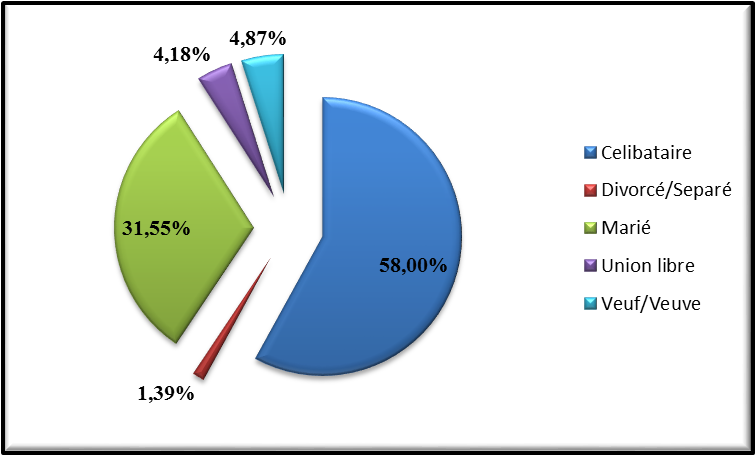 4,87%
4,18%
31,55%
58,00%
1,39%
Celibataire
Divorcé/Separé
Marié
Union libre
Veuf/Veuve